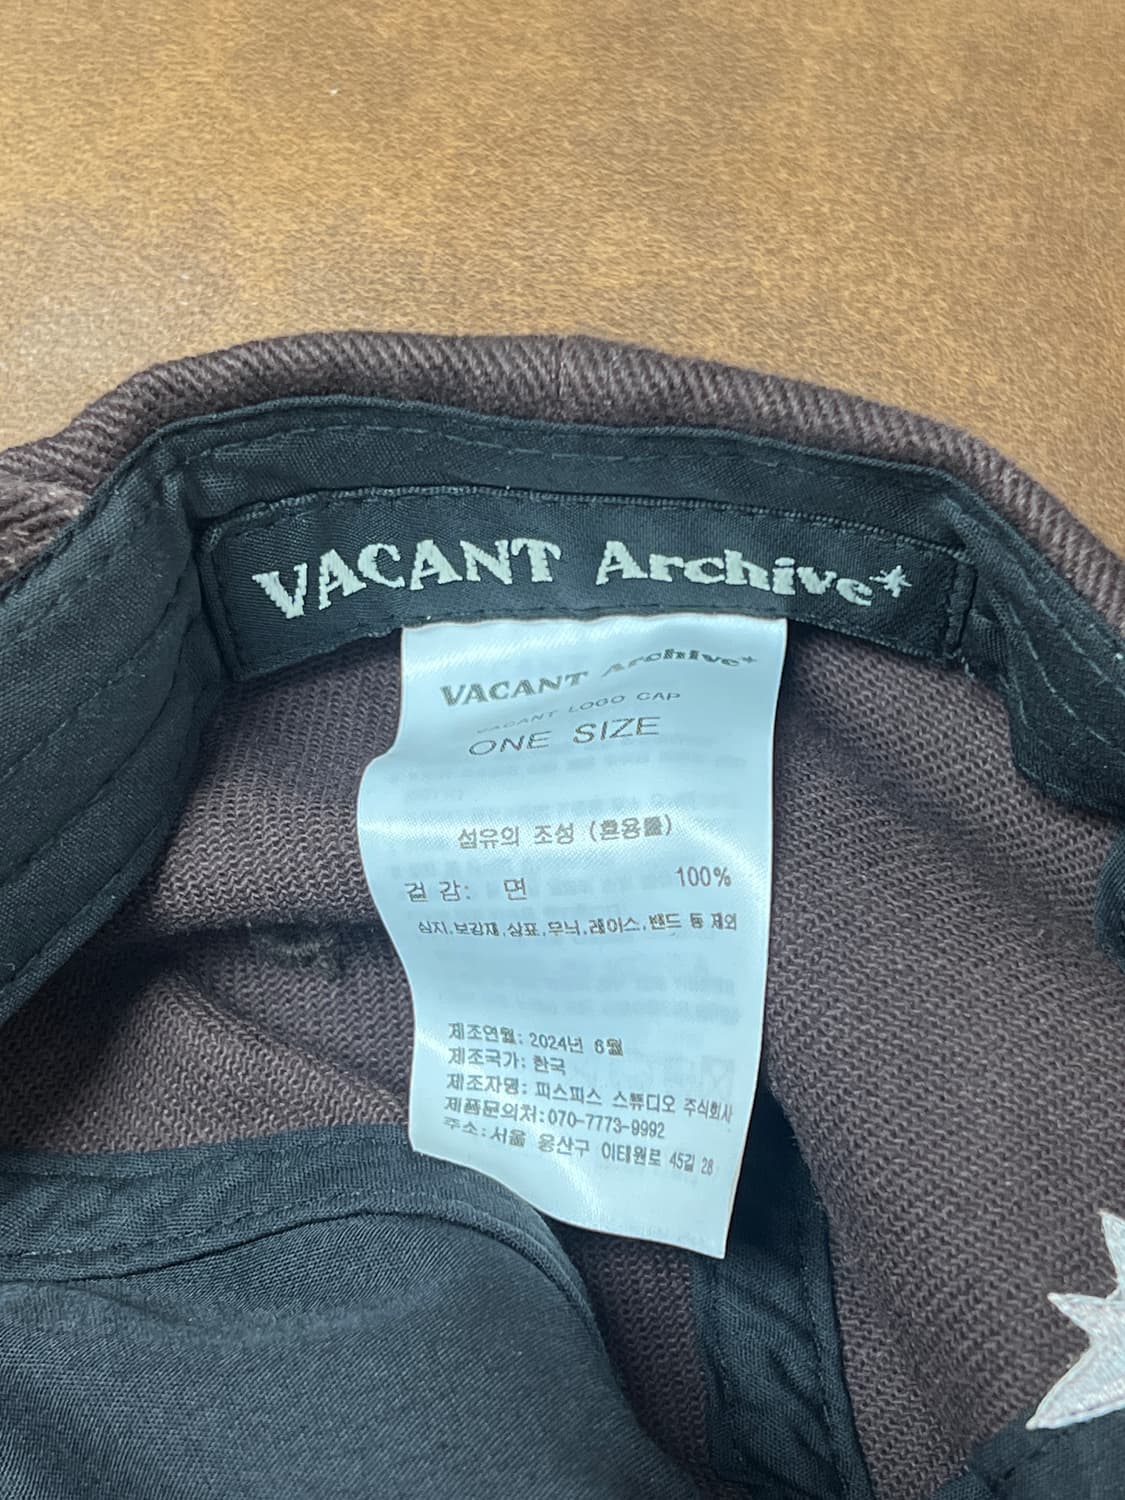 VACANT Archive*
VACANT Archive*
VACANT LOGO CAP
ONE SIZE
섬유의 조성 (혼용률)
겉 감: 면 100%
심지,보강재,상표,무늬,레이스,밴드 등 제외
제조연월: 2024년 6월
제조국가: 한국
제조자명: 피스피스 스튜디오 주식회사
제품문의처:070-7773-9992
주소:서울 용산구 이태원로 45길 28